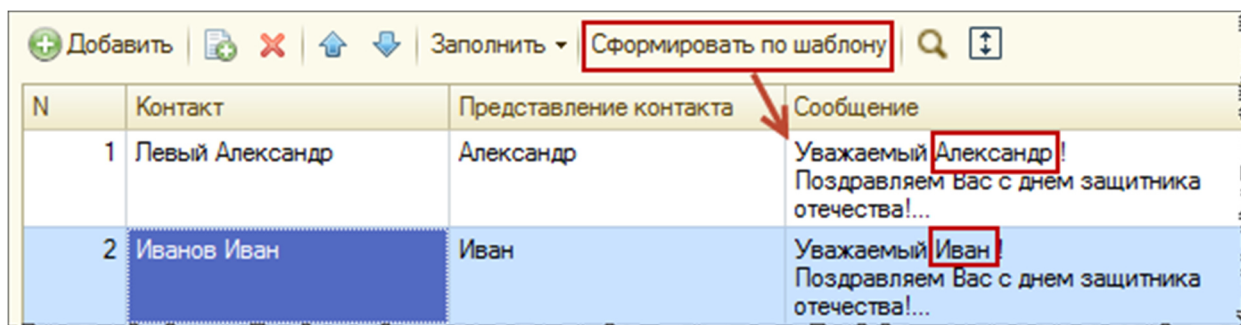 Добавить Заполнить Сформировать по шаблону
N Контакт Представление контакта Сообщение
1 Левый Александр Александр Уважаемый Александр !
Поздравляем Вас с днем защитника
отечества!...
2 Иванов Иван Иван Уважаемый Иван !
Поздравляем Вас с днем защитника
отечества!...